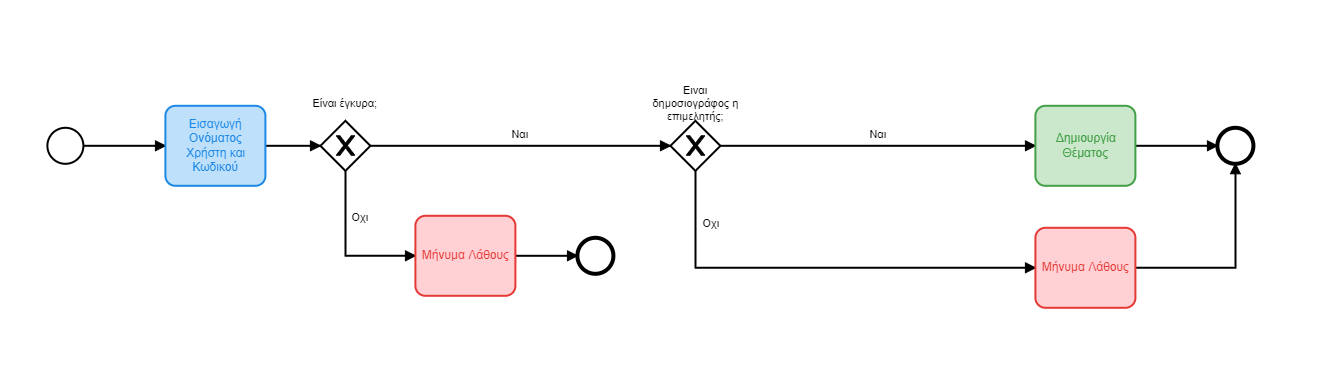 Εισαγωγή
Ονόματος
Χρήστη και
Κωδικού
Είναι έγκυρα;
Ναι
Οχι
Μήνυμα Λάθους
Ειναι
δημοσιογράφος η
επιμελητής;
Ναι
Οχι
Δημιουργία
Θέματος
Μήνυμα Λάθους